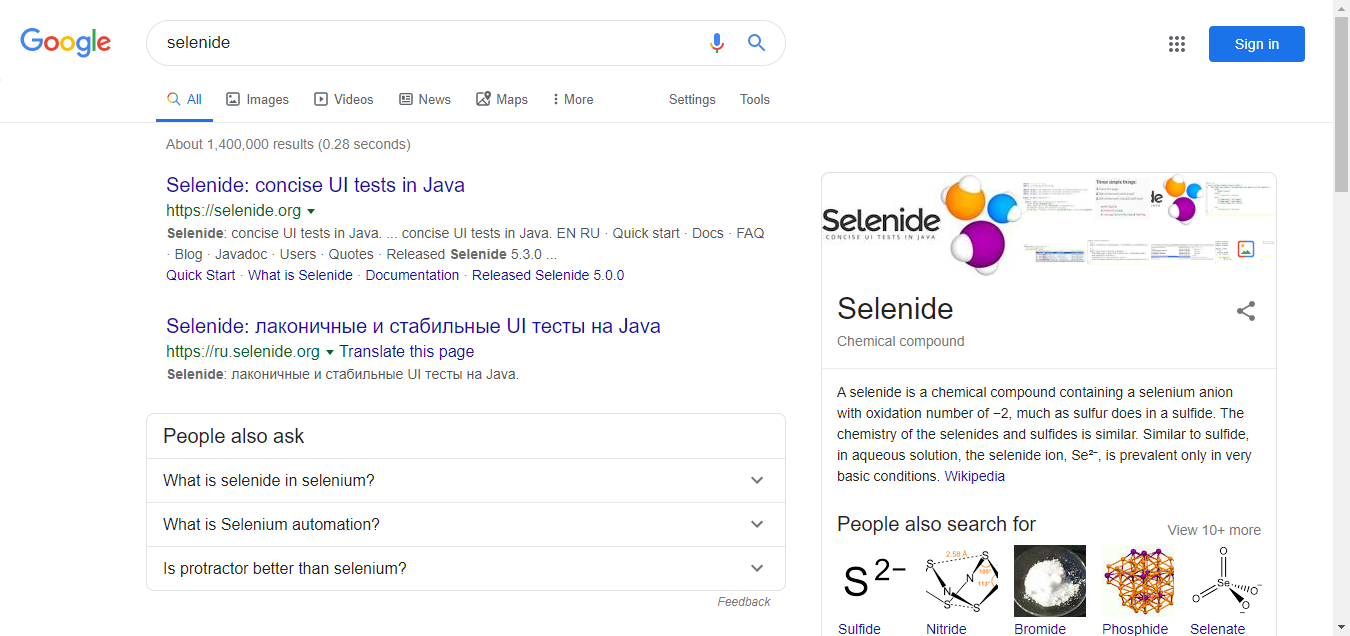 Google
selenide
Sign in
All
Images
Videos
News
Maps
More
Settings
Tools
About 1,400,000 results (0.28 seconds)
Selenide: concise UI tests in Java
https://selenide.org
Selenide: concise UI tests in Java. ... concise UI tests in Java. EN RU · Quick start · Docs · FAQ
· Blog · Javadoc · Users · Quotes · Released Selenide 5.3.0 ...
Quick Start · What is Selenide · Documentation · Released Selenide 5.0.0
Selenide: лаконичные и стабильные UI тесты на Java
https://ru.selenide.org Translate this page
Selenide: лаконичные и стабильные UI тесты на Java.
People also ask
What is selenide in selenium?
What is Selenium automation?
Is protractor better than selenium?
Feedback
Selenide
CONCISE UI TESTS IN JAVA
Three simple things:
Selenide
Chemical compound
A selenide is a chemical compound containing a selenium anion
with oxidation number of −2, much as sulfur does in a sulfide. The
chemistry of the selenides and sulfides is similar. Similar to sulfide,
in aqueous solution, the selenide ion, Se²⁻, is prevalent only in very
basic conditions. Wikipedia
People also search for
View 10+ more
S²⁻
2.58 Å
S
S
N
109°
113°
N
S
S
O
Se
O
O⁻
O⁻
Sulfide
Nitride
Bromide
Phosphide
Selenate